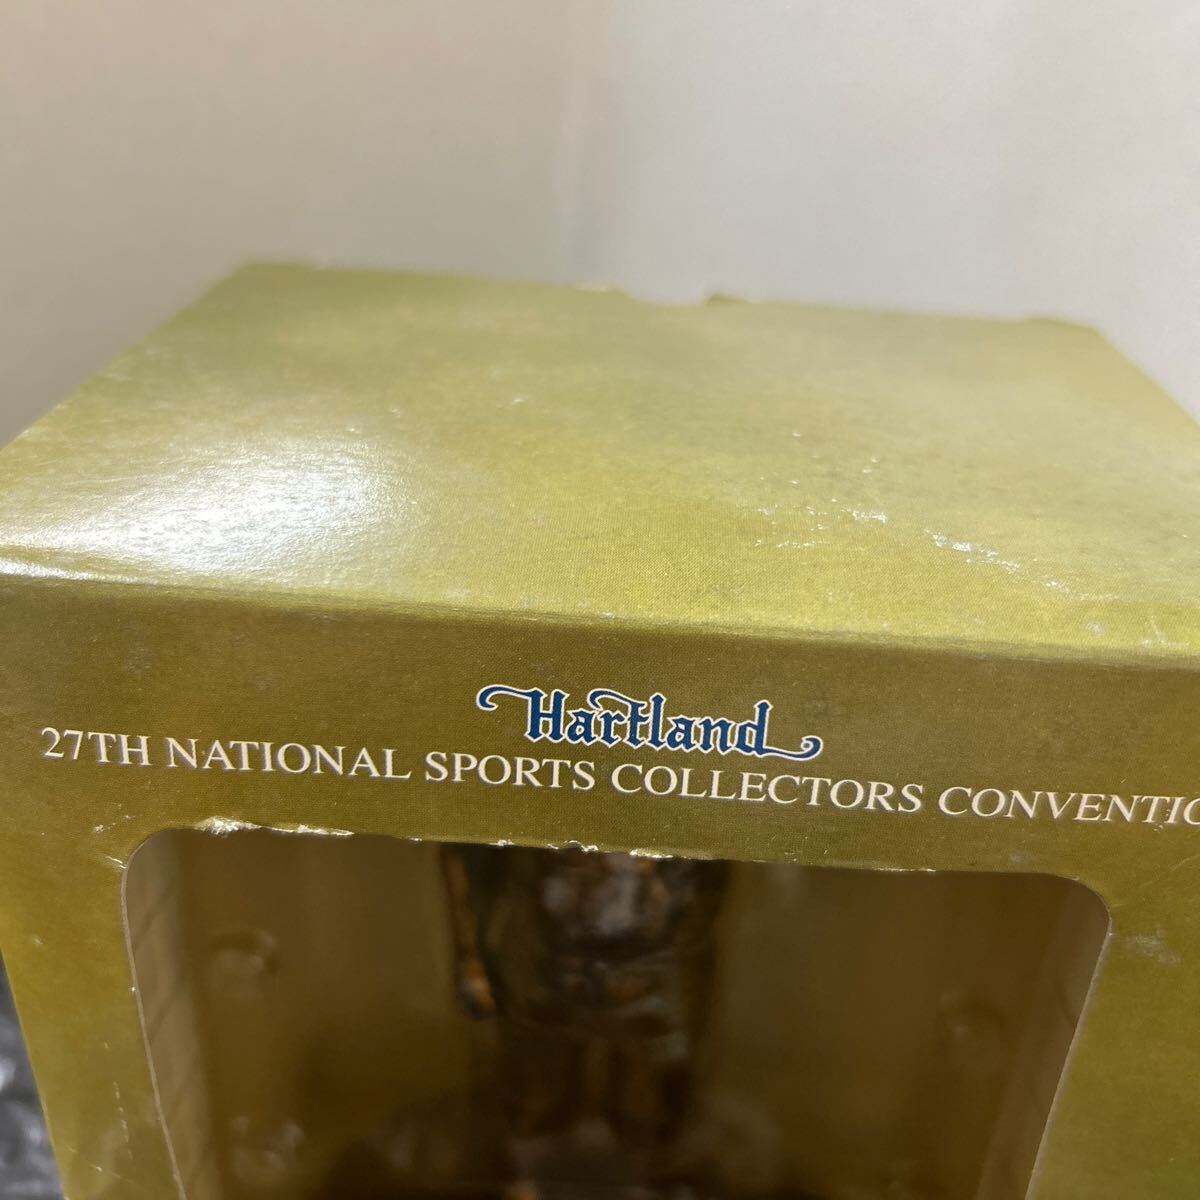 Hartland
27TH NATIONAL SPORTS COLLECTORS CONVENTIO